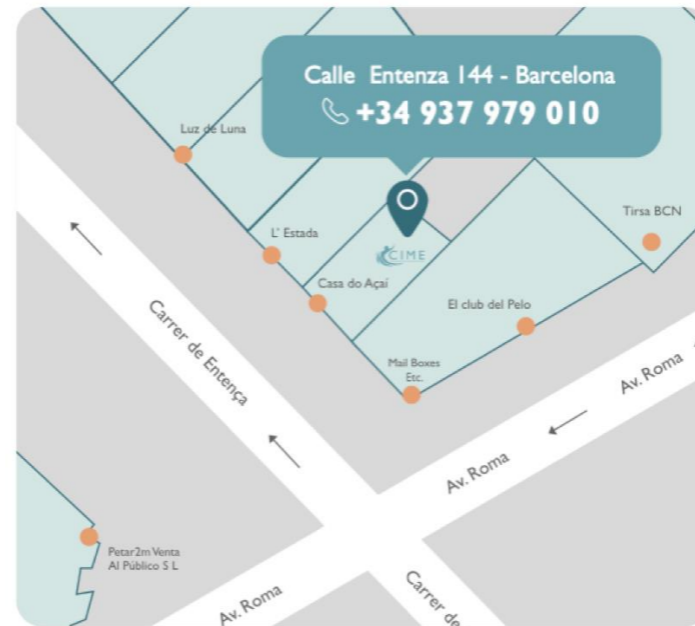 Calle Entenza 144 - Barcelona
+34 937 979 010
Luz de Luna
Tirsa BCN
L' Estada
CIME
Casa do Açaí
El club del Pelo
Carrer de Entença
Mail Boxes
Etc.
Av. Roma
Av. Roma
Petar2m Venta
Al Público S L
Av. Roma
Carrer de